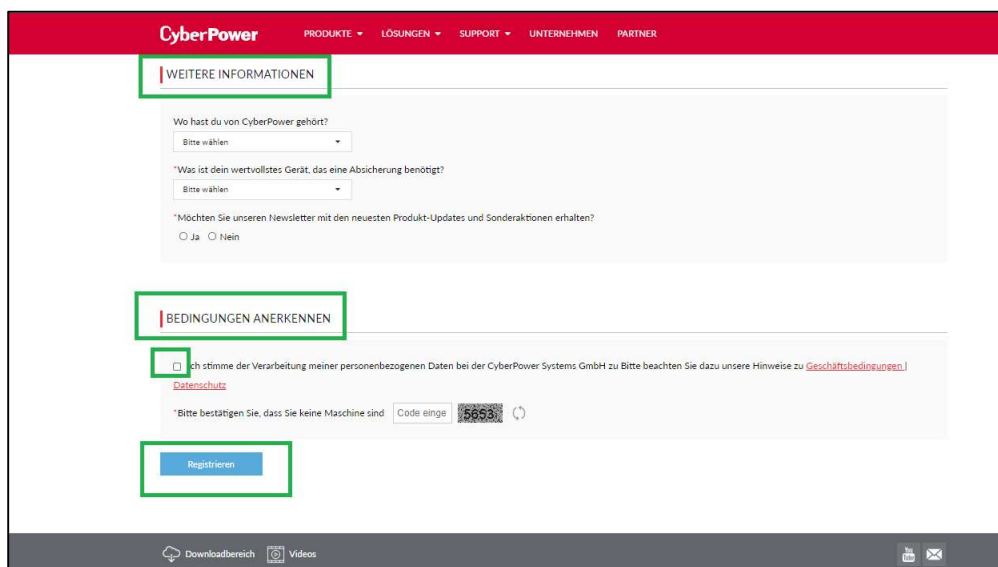 CyberPower PRODUKTE LÖSUNGEN SUPPORT UNTERNEHMEN PARTNER
WEITERE INFORMATIONEN
Wo hast du von CyberPower gehört?
Bitte wählen
*Was ist dein wertvollstes Gerät, das eine Absicherung benötigt?
Bitte wählen
*Möchten Sie unseren Newsletter mit den neuesten Produkt-Updates und Sonderaktionen erhalten?
Ja Nein
BEDINGUNGEN ANERKENNEN
ch stimme der Verarbeitung meiner personenbezogenen Daten bei der CyberPower Systems GmbH zu Bitte beachten Sie dazu unsere Hinweise zu Geschäftsbedingungen |
Datenschutz
*Bitte bestätigen Sie, dass Sie keine Maschine sind Code einge 5653
Registrieren
Downloadbereich Videos You Tube